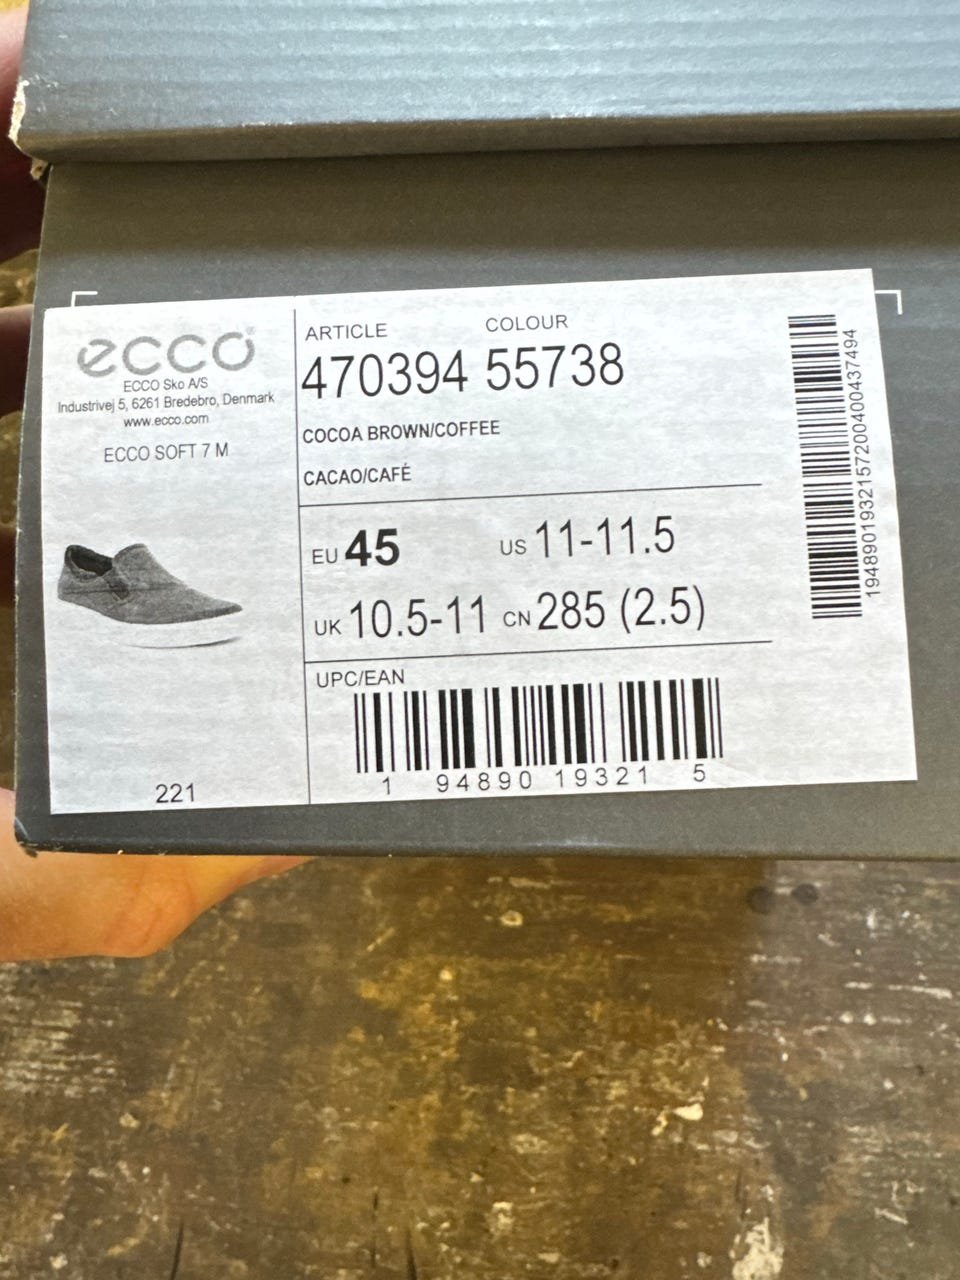 ecco®
ECCO Sko A/S
Industrivej 5, 6261 Bredebro, Denmark
www.ecco.com
ECCO SOFT 7 M
221
ARTICLE COLOUR
470394 55738
COCOA BROWN/COFFEE
CACAO/CAFÉ
EU 45 US 11-11.5
UK 10.5-11 CN 285 (2.5)
UPC/EAN
1 94890 19321 5
1948901932157200400437494